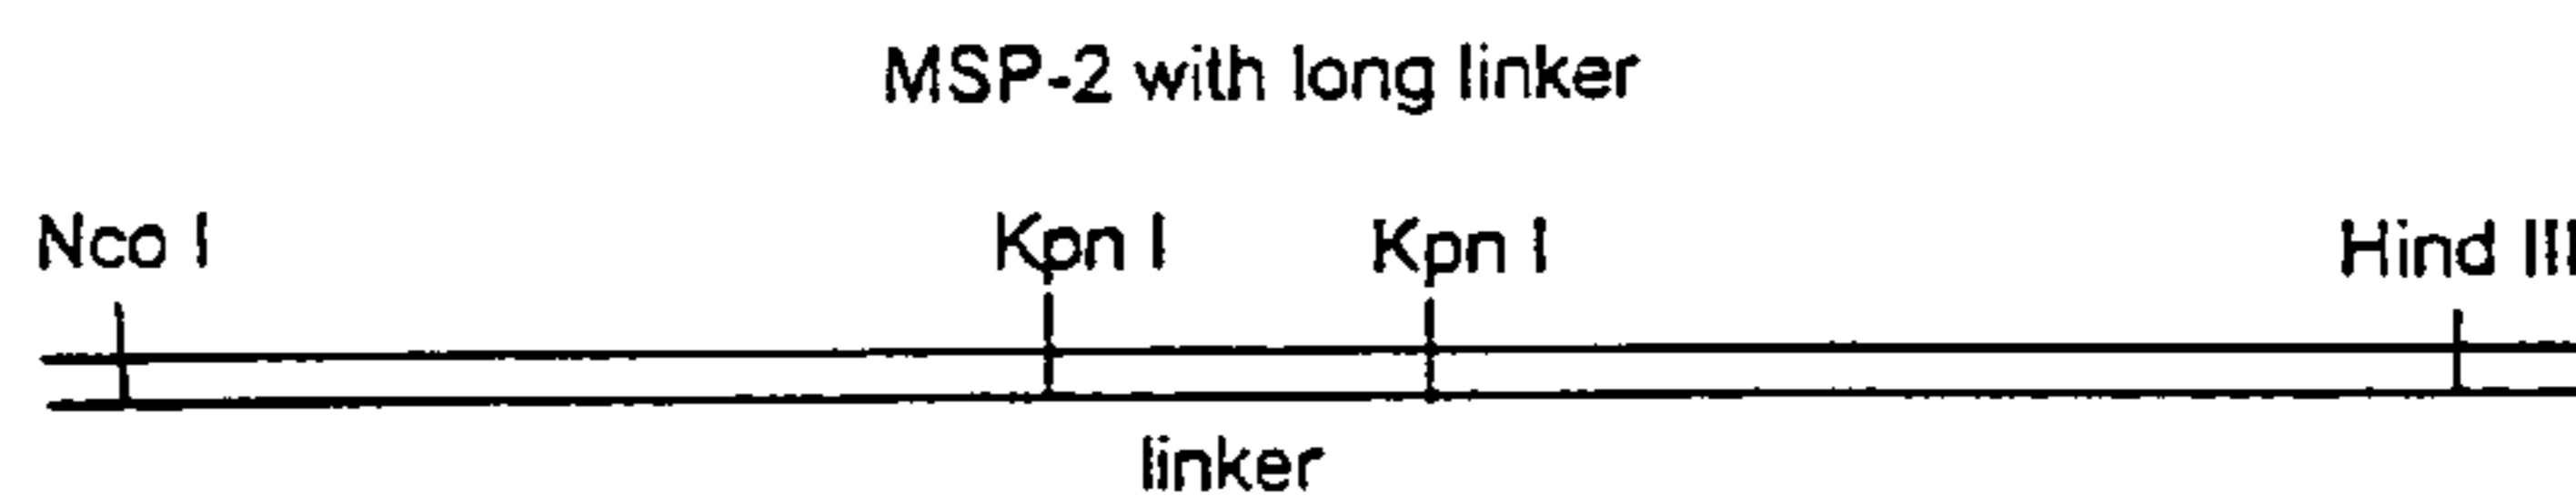 MSP-2 with long linker
Nco I Kpn I Kpn I Hind III
linker